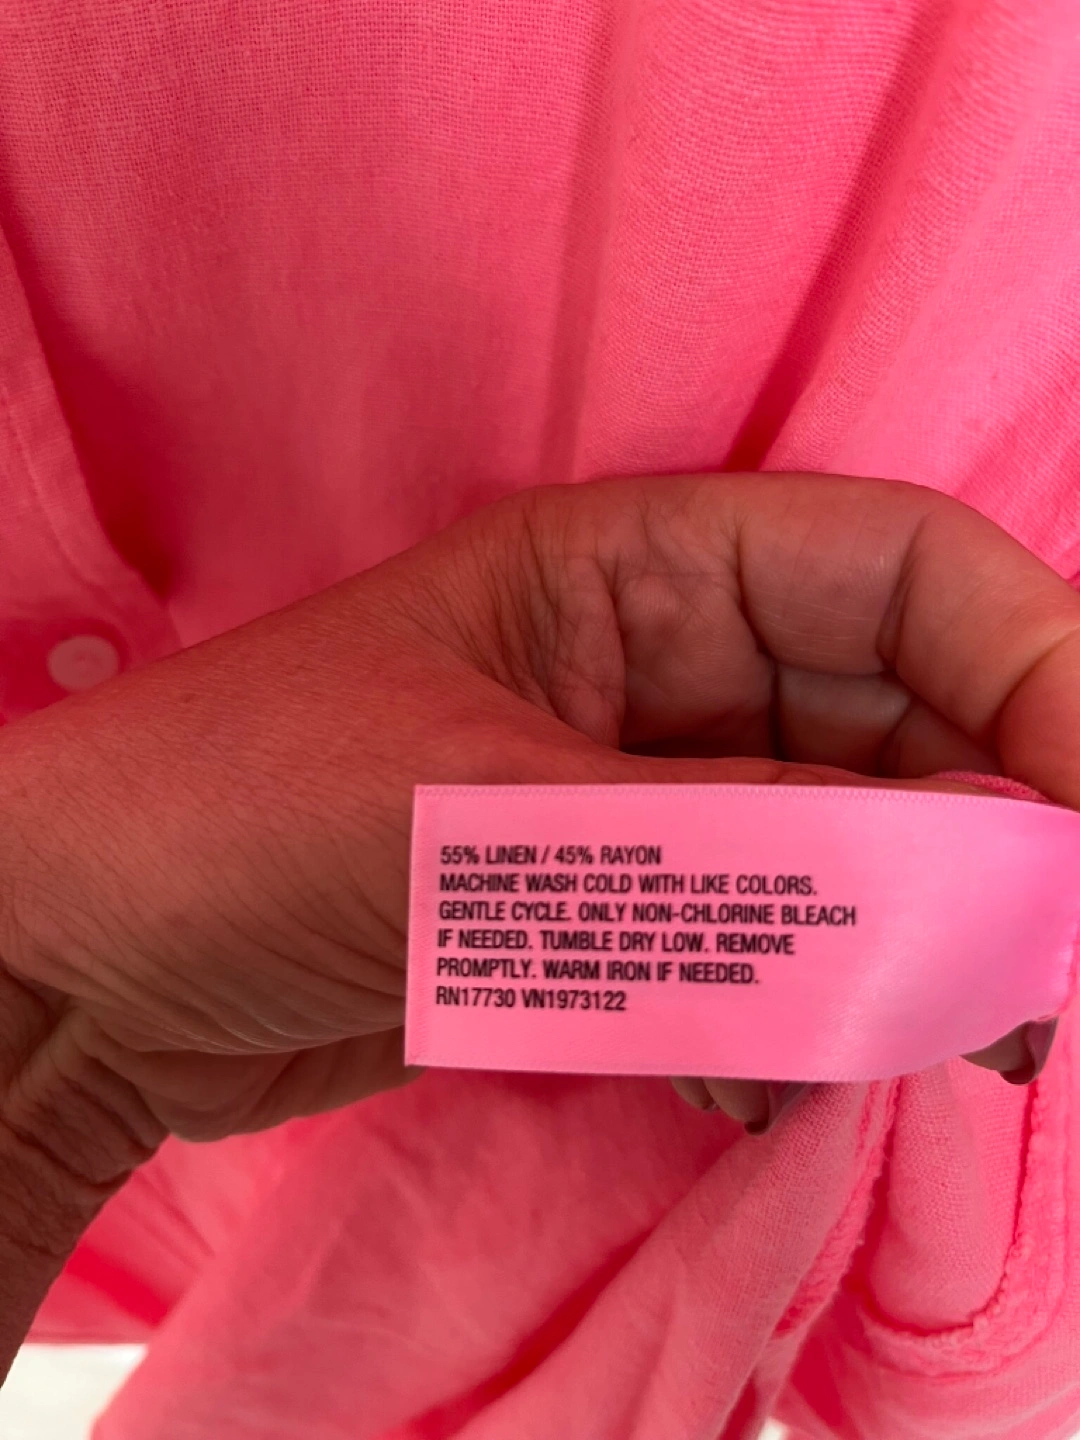 55% LINEN / 45% RAYON
MACHINE WASH COLD WITH LIKE COLORS.
GENTLE CYCLE. ONLY NON-CHLORINE BLEACH
IF NEEDED. TUMBLE DRY LOW. REMOVE
PROMPTLY. WARM IRON IF NEEDED.
RN17730 VN1973122